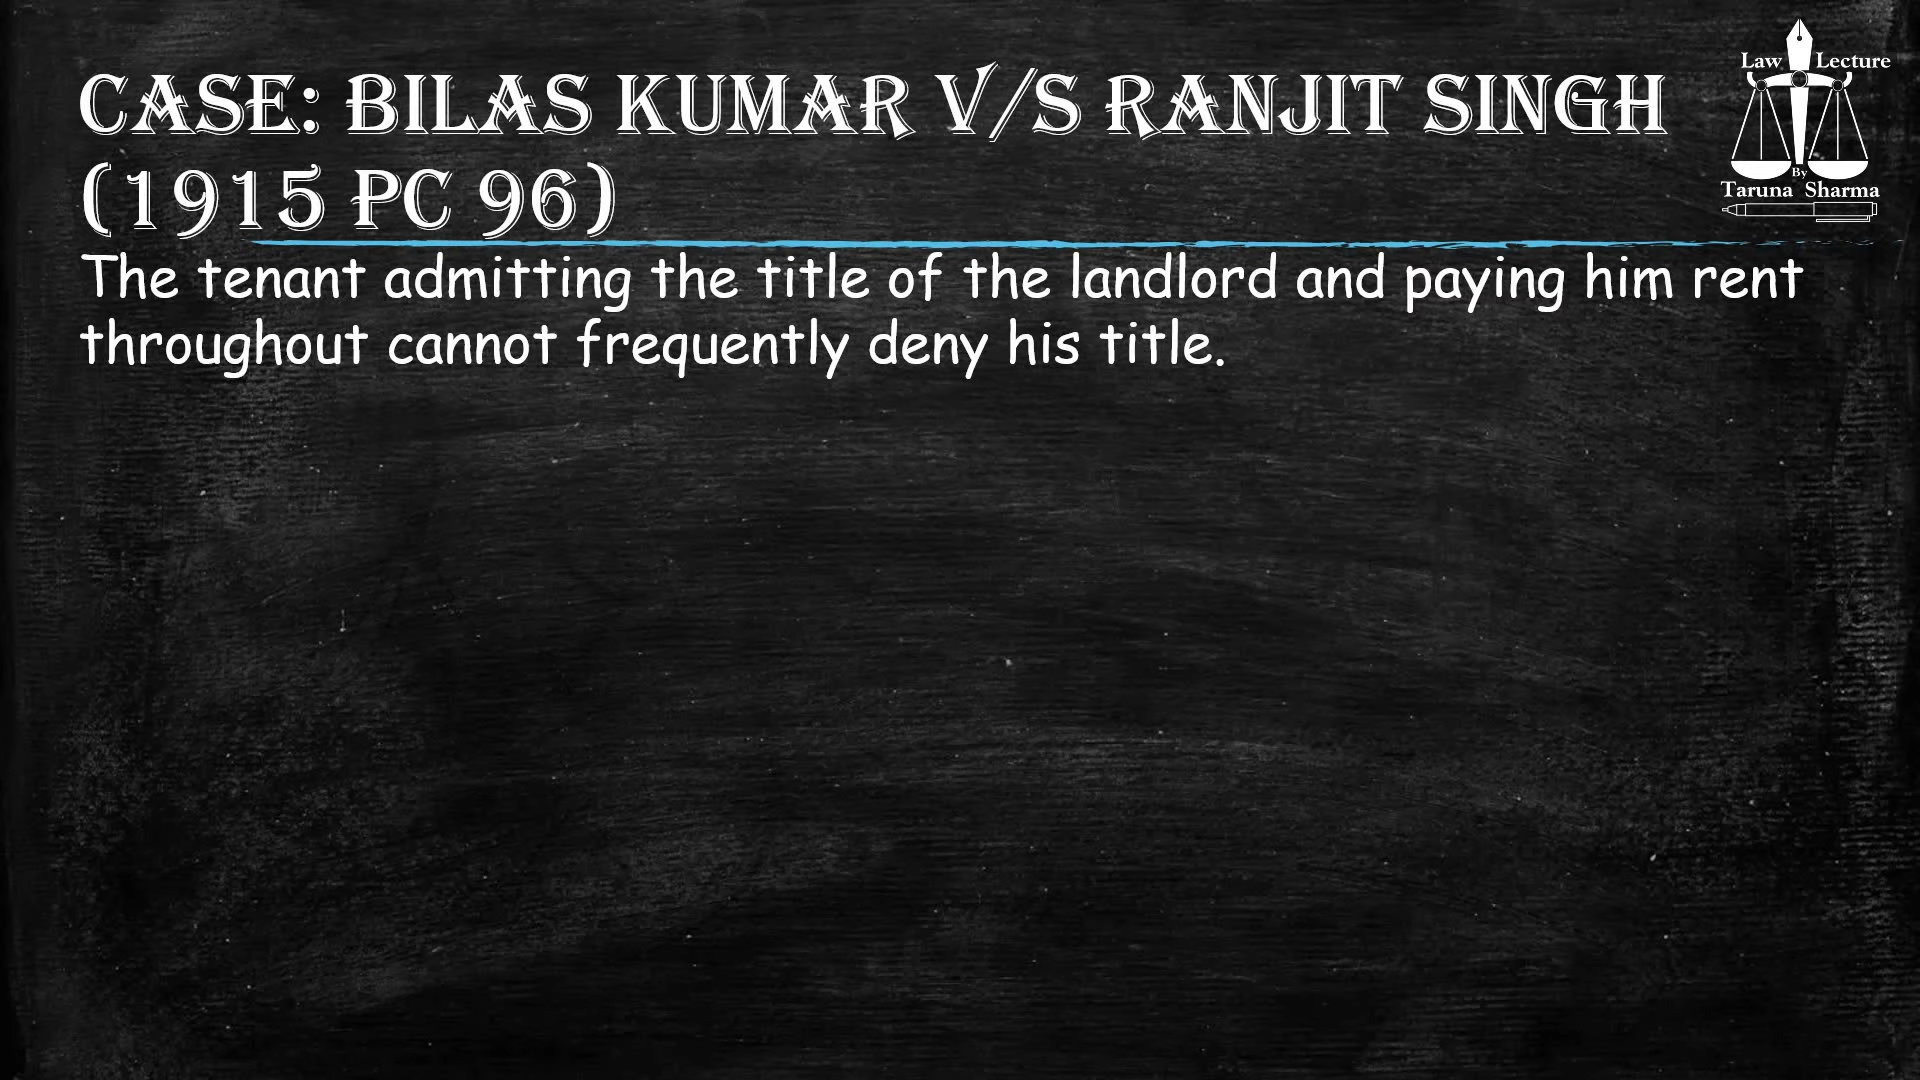 CASE: BILAS KUMAR V/S RANJIT SINGH
(1915 PC 96)
The tenant admitting the title of the landlord and paying him rent
throughout cannot frequently deny his title.
Law Lecture
By
Taruna Sharma